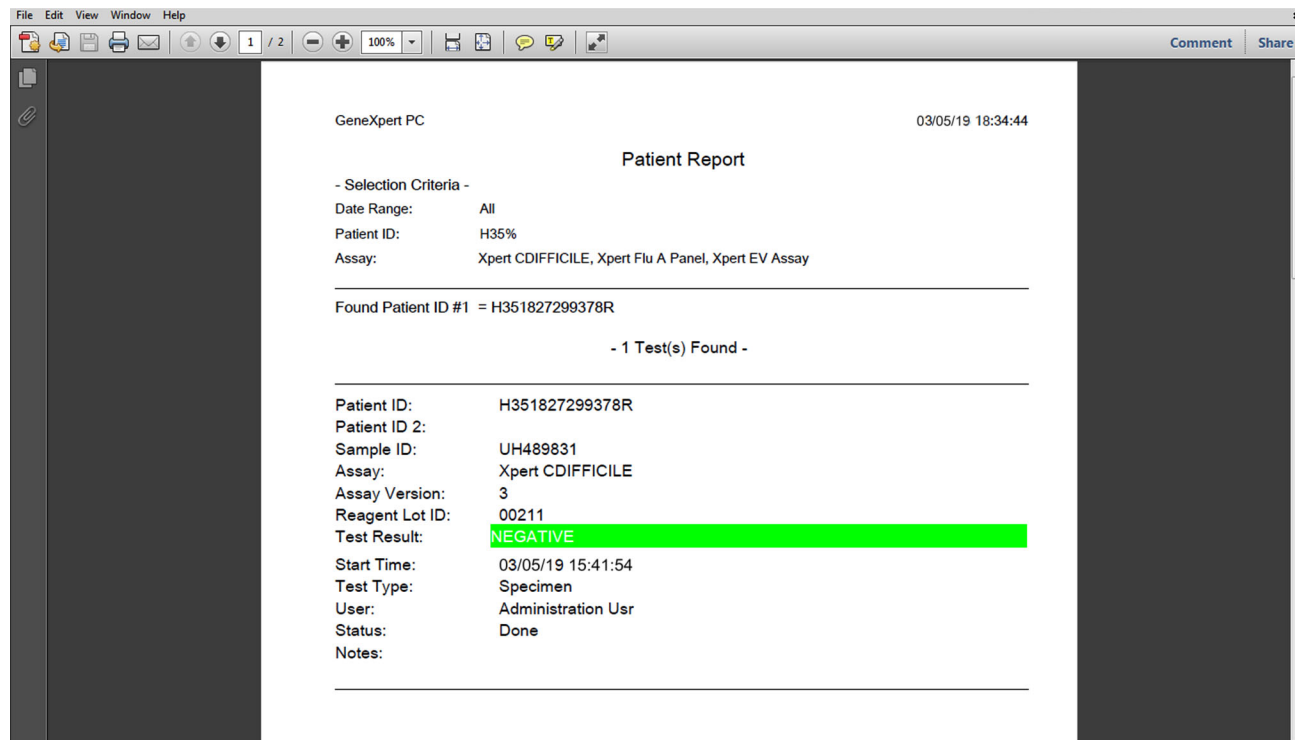 File Edit View Window Help
1 / 2 100% Comment Share
GeneXpert PC 03/05/19 18:34:44
Patient Report
- Selection Criteria -
Date Range: All
Patient ID: H35%
Assay: Xpert CDIFFICILE, Xpert Flu A Panel, Xpert EV Assay
Found Patient ID #1 = H351827299378R
- 1 Test(s) Found -
Patient ID: H351827299378R
Patient ID 2:
Sample ID: UH489831
Assay: Xpert CDIFFICILE
Assay Version: 3
Reagent Lot ID: 00211
Test Result: NEGATIVE
Start Time: 03/05/19 15:41:54
Test Type: Specimen
User: Administration Usr
Status: Done
Notes: